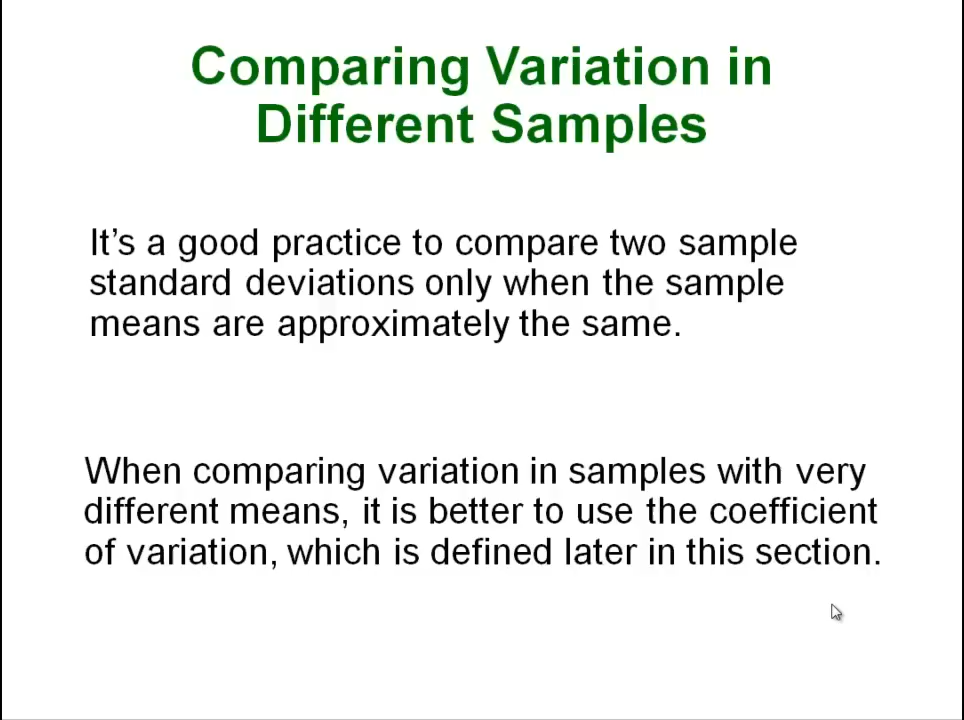 Comparing Variation in
Different Samples
It’s a good practice to compare two sample
standard deviations only when the sample
means are approximately the same.
When comparing variation in samples with very
different means, it is better to use the coefficient
of variation, which is defined later in this section.